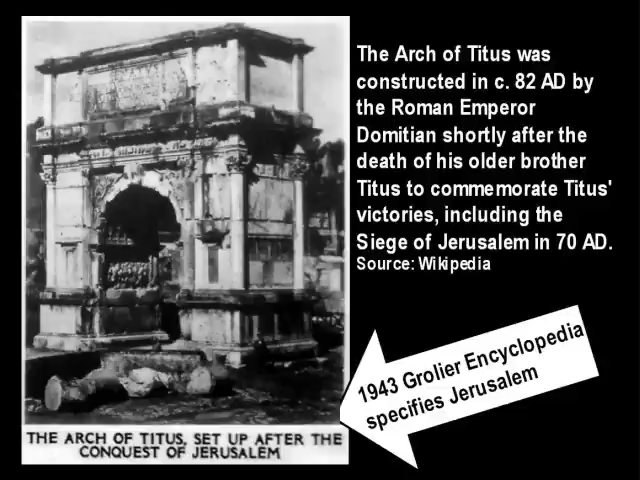 The Arch of Titus was
constructed in c. 82 AD by
the Roman Emperor
Domitian shortly after the
death of his older brother
Titus to commemorate Titus'
victories, including the
Siege of Jerusalem in 70 AD.
Source: Wikipedia
1943 Grolier Encyclopedia
specifies Jerusalem
THE ARCH OF TITUS, SET UP AFTER THE
CONQUEST OF JERUSALEM